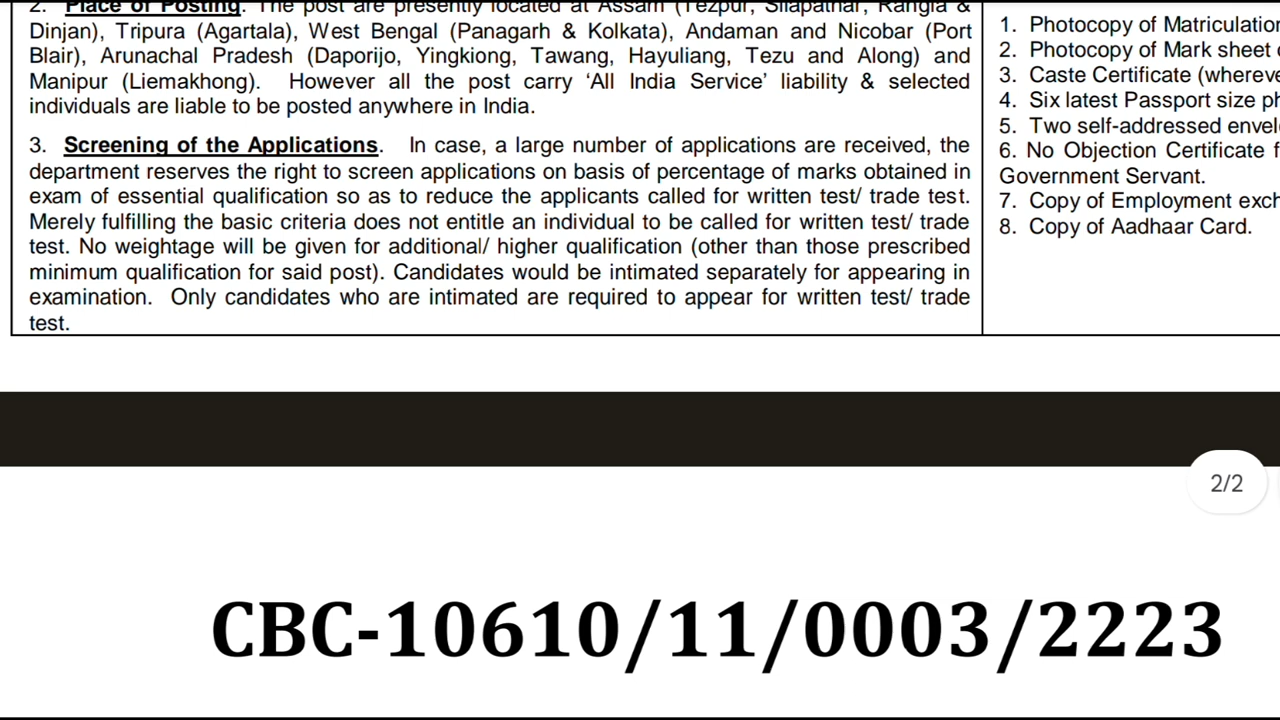 2. Place of Posting. The post are presently located at Assam (Tezpur, Silapathar, Rangia &
Dinjan), Tripura (Agartala), West Bengal (Panagarh & Kolkata), Andaman and Nicobar (Port
Blair), Arunachal Pradesh (Daporijo, Yingkiong, Tawang, Hayuliang, Tezu and Along) and
Manipur (Liemakhong). However all the post carry ‘All India Service’ liability & selected
individuals are liable to be posted anywhere in India.
3. Screening of the Applications. In case, a large number of applications are received, the
department reserves the right to screen applications on basis of percentage of marks obtained in
exam of essential qualification so as to reduce the applicants called for written test/ trade test.
Merely fulfilling the basic criteria does not entitle an individual to be called for written test/ trade
test. No weightage will be given for additional/ higher qualification (other than those prescribed
minimum qualification for said post). Candidates would be intimated separately for appearing in
examination. Only candidates who are intimated are required to appear for written test/ trade
test.
1. Photocopy of Matriculation
2. Photocopy of Mark sheet
3. Caste Certificate
4. Six latest Passport size
5. Two self-addressed
6. No Objection Certificate
Government Servant.
7. Copy of Employment
8. Copy of Aadhaar Card.
2/2
CBC-10610/11/0003/2223